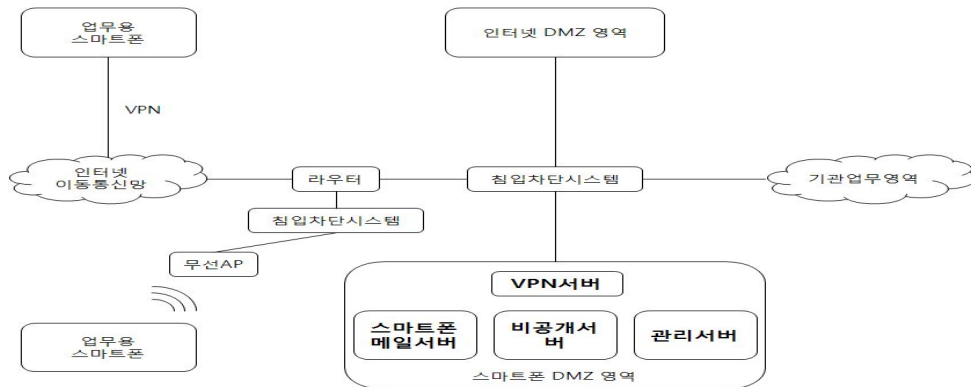 업무용
스마트폰
인터넷 DMZ 영역
VPN
인터넷
이동통신망
라우터
침입차단시스템
기관업무영역
침입차단시스템
무선AP
VPN서버
스마트폰
메일서버
비공개서
버
관리서버
업무용
스마트폰
스마트폰 DMZ 영역